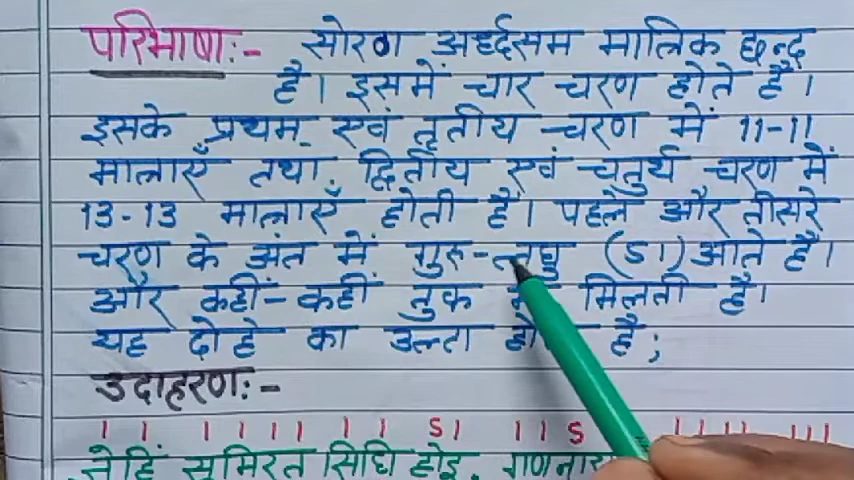 परिभाषाः- सोरठा अर्द्धसम मात्रिक छन्द
है। इसमें चार चरण होते हैं।
इसके प्रथम एवं तृतीय चरण में 11-11
मात्राएँ तथा द्वितीय एवं चतुर्थ चरण में
13-13 मात्राएँ होती हैं। पहले और तीसरे
चरण के अंत में गुरु-लघु (ऽ।) आते हैं।
और कहीं-कहीं तुक मिलती है।
यह दोहे का उल्टा है;
उदाहरणः-
। । । । । । । । ऽ। ।। ऽ ।।।। ।।।
जेहिं सुमिरत सिधि होइ,